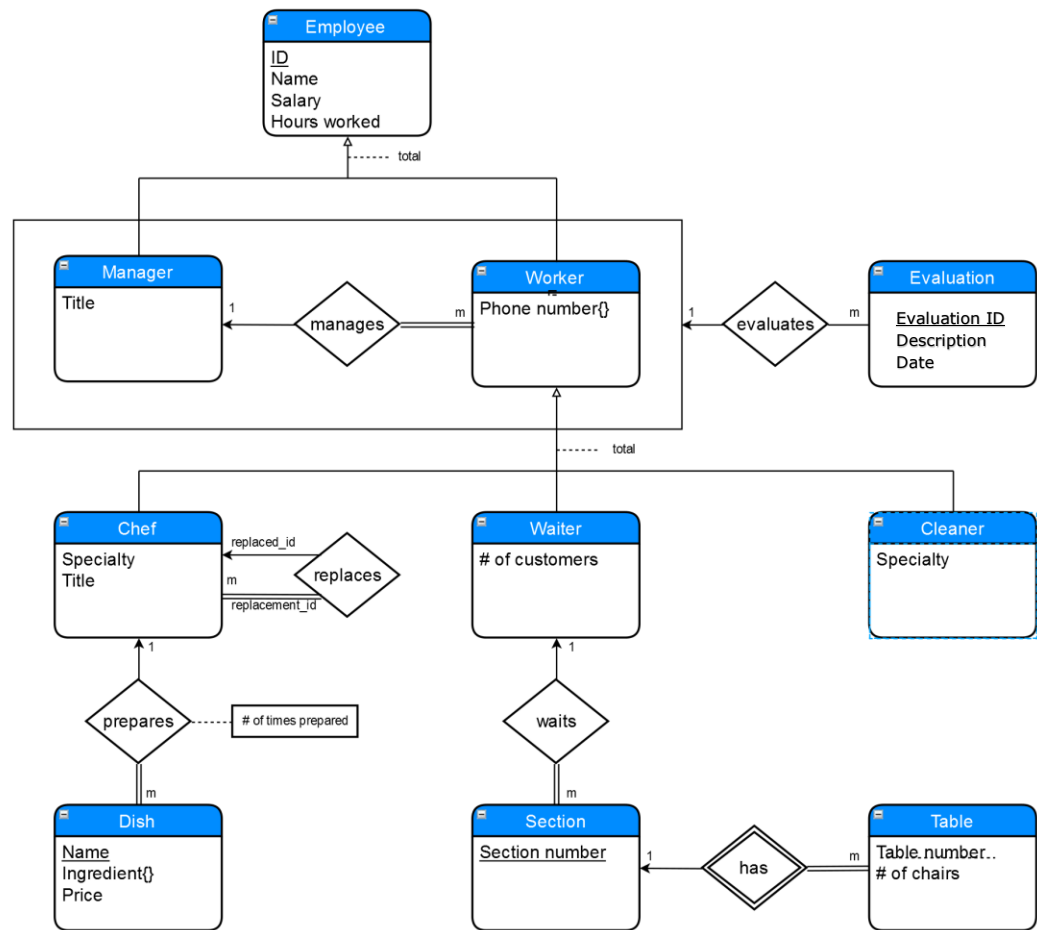 Employee
ID
Name
Salary
Hours worked
total
Manager
Title
1
manages
m
Worker
Phone number{}
1
evaluates
m
Evaluation
Evaluation ID
Description
Date
total
Chef
Specialty
Title
replaced_id
m
replacement_id
replaces
Waiter
# of customers
Cleaner
Specialty
1
prepares
# of times prepared
m
1
waits
m
Dish
Name
Ingredient{}
Price
Section
Section number
1
has
m
Table
Table number
# of chairs